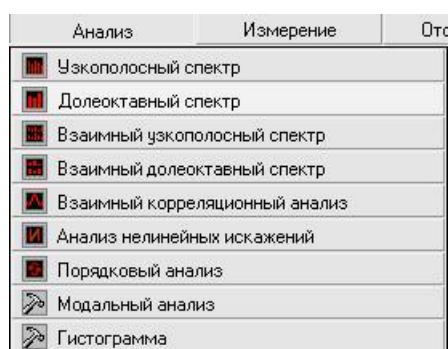 Анализ Измерение Ото
Узкополосный спектр
Долеоктавный спектр
Взаимный узкополосный спектр
Взаимный долеоктавный спектр
Взаимный корреляционный анализ
Анализ нелинейных искажений
Порядковый анализ
Модальный анализ
Гистограмма